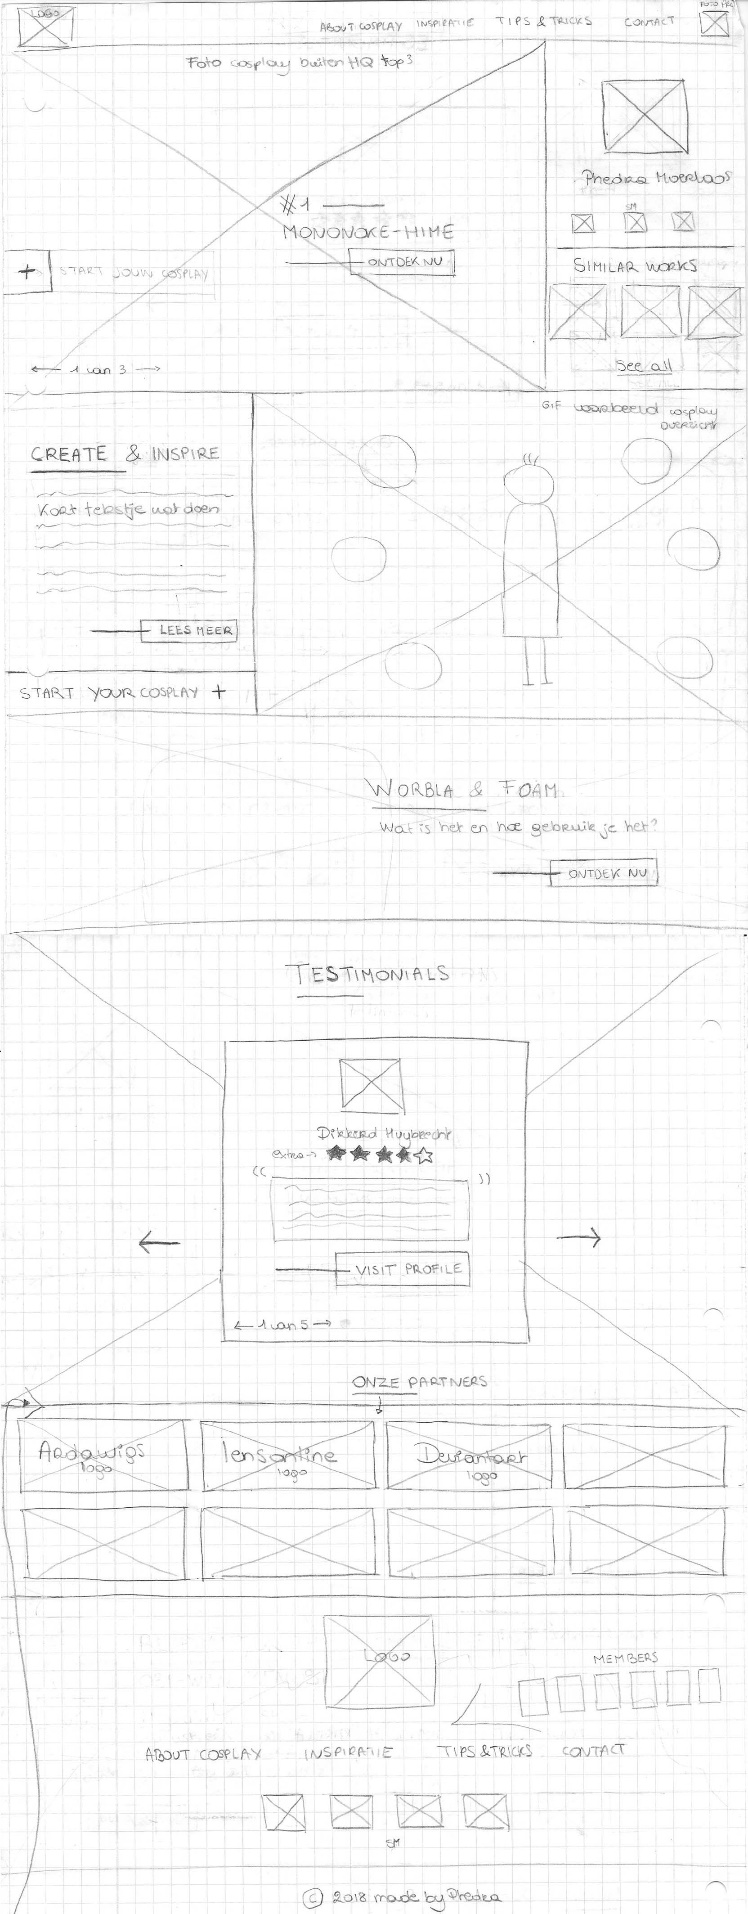 LOGO
ABOUT COSPLAY INSPIRATIE TIPS & TRICKS CONTACT
Foto cosplay buiten HQ top3
#1
MONONOKE-HIME
ONTDEK NU
+ START JOUW COSPLAY
← 1 van 3 →
Phedra Moerloos
SM
SIMILAR WORKS
See all
CREATE & INSPIRE
Kort tekstje wat doen
LEES MEER
START YOUR COSPLAY +
GIF voorbeeld cosplay
overzicht
WORBLA & FOAM
Wat is het en hoe gebruik je het?
ONTDEK NU
TESTIMONIALS
Huybrecht
extra →
VISIT PROFILE
← 1 van 5 →
ONZE PARTNERS
Ardawigs
logo
lensontine
logo
Deviantart
logo
LOGO
MEMBERS
ABOUT COSPLAY INSPIRATIE TIPS & TRICKS CONTACT
SM
© 2018 made by Phedra